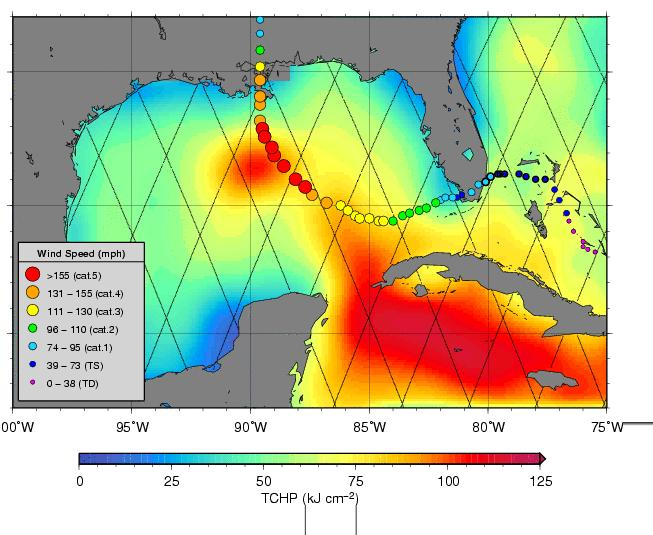 Wind Speed (mph)
>155 (cat.5)
131 – 155 (cat.4)
111 – 130 (cat.3)
96 – 110 (cat.2)
74 – 95 (cat.1)
39 – 73 (TS)
0 – 38 (TD)
00°W 95°W 90°W 85°W 80°W 75°W
0 25 50 75 100 125
TCHP (kJ cm⁻²)